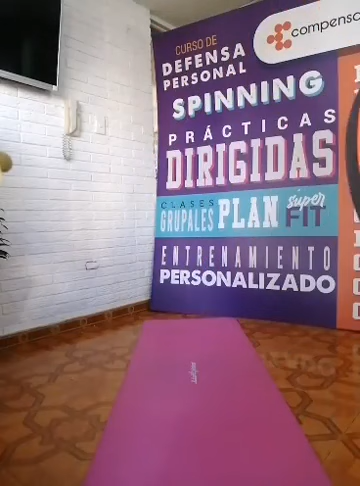 compensa
CURSO DE
DEFENSA
PERSONAL
SPINNING
PRÁCTICAS
DIRIGIDAS
CLASES
GRUPALES
PLAN
super
FIT
ENTRENAMIENTO
PERSONALIZADO